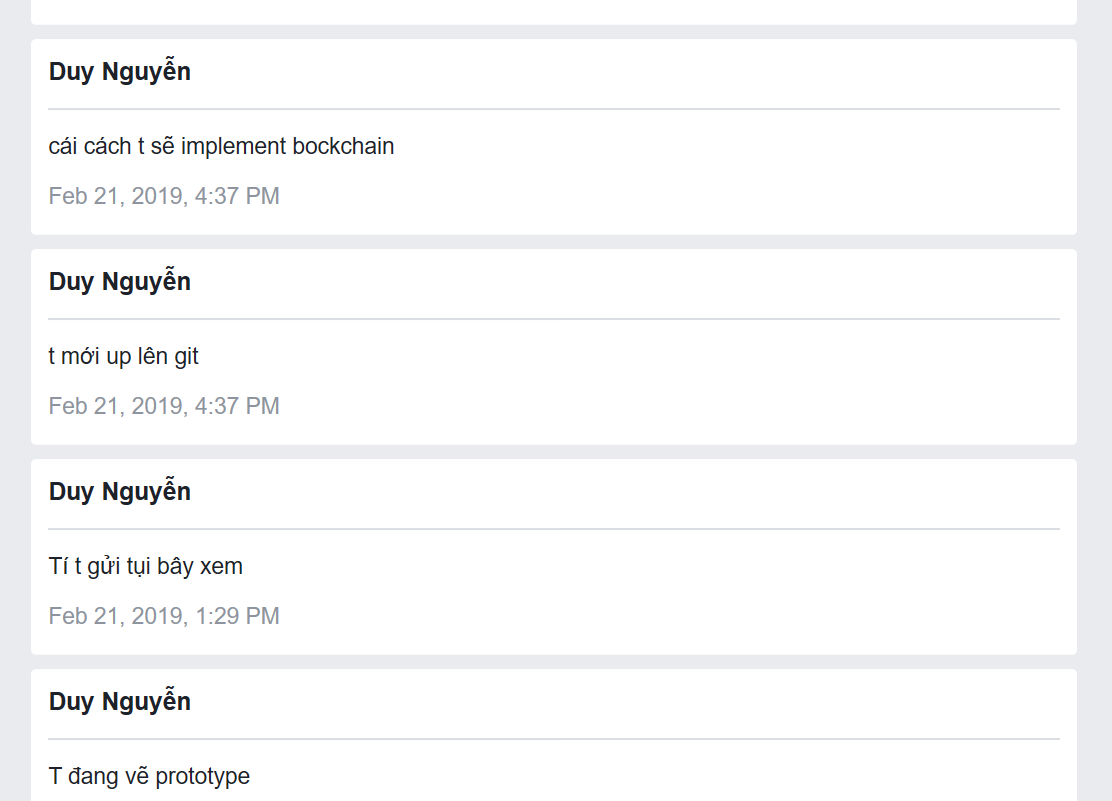 Duy Nguyễn
cái cách t sẽ implement bockchain
Feb 21, 2019, 4:37 PM
Duy Nguyễn
t mới up lên git
Feb 21, 2019, 4:37 PM
Duy Nguyễn
Tí t gửi tụi bây xem
Feb 21, 2019, 1:29 PM
Duy Nguyễn
T đang vẽ prototype